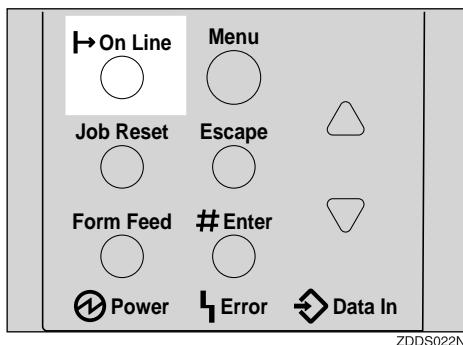 On Line Menu
Job Reset Escape
Form Feed # Enter
Power Error Data In
ZDDS022N